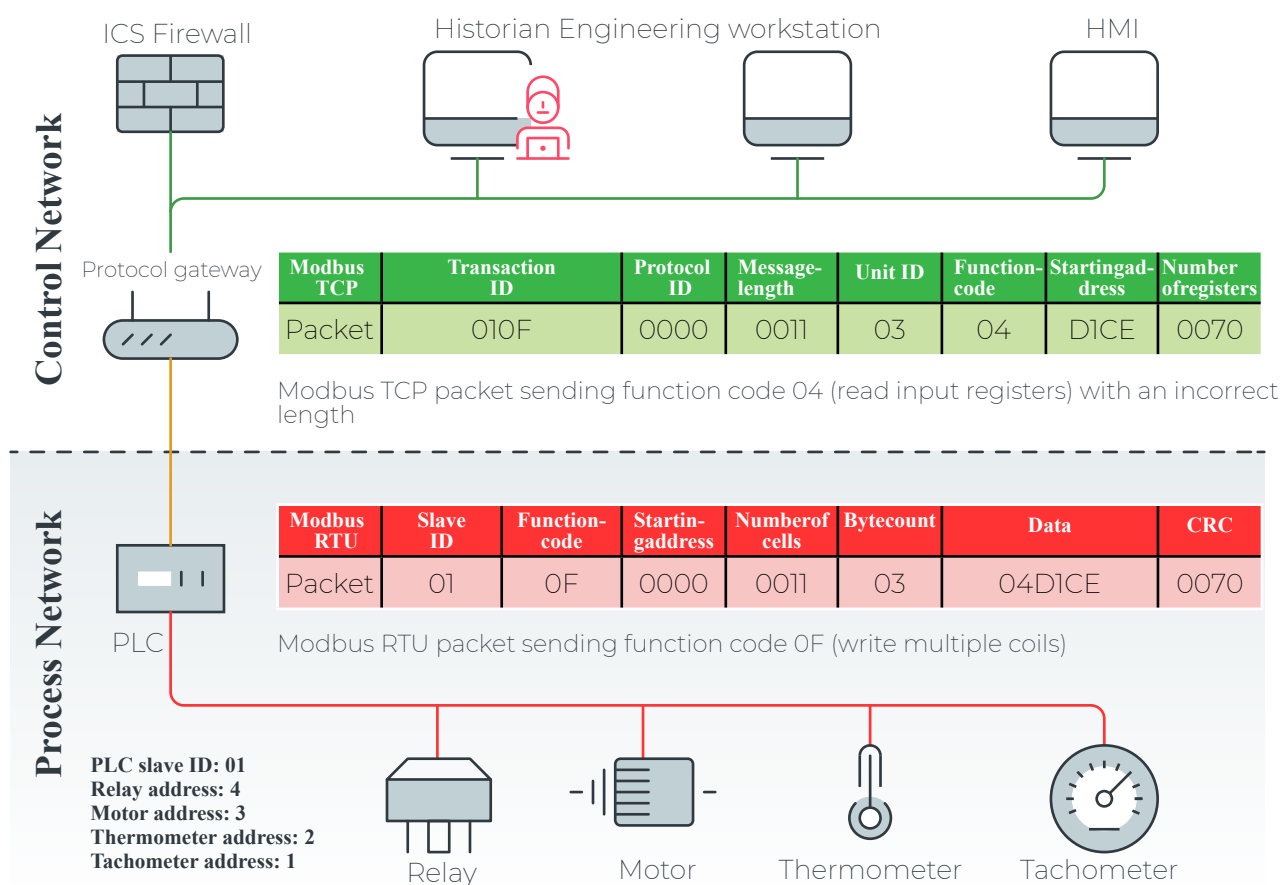 ICS Firewall
Historian Engineering workstation
HMI
Control Network
Protocol gateway
Modbus TCP Transaction ID Protocol ID Message-length Unit ID Function-code Startingad-dress Number ofregisters
Packet 010F 0000 0011 03 04 D1CE 0070
Modbus TCP packet sending function code 04 (read input registers) with an incorrect
length
Process Network
Modbus RTU Slave ID Function-code Startin-gaddress Numberof cells Bytecount Data CRC
Packet 01 0F 0000 0011 03 04D1CE 0070
PLC
Modbus RTU packet sending function code 0F (write multiple coils)
PLC slave ID: 01
Relay address: 4
Motor address: 3
Thermometer address: 2
Tachometer address: 1
Relay
Motor
Thermometer
Tachometer